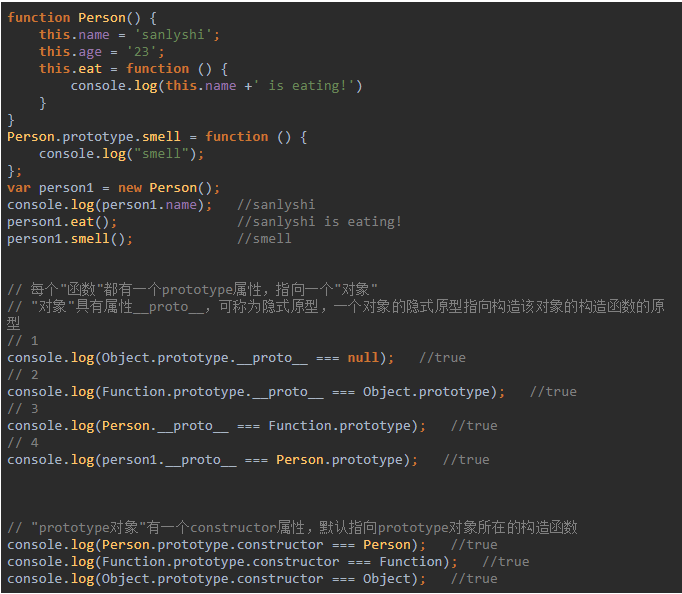 function Person() {
    this.name = 'sanlyshi';
    this.age = '23';
    this.eat = function () {
        console.log(this.name +' is eating!')
    }
}
Person.prototype.smell = function () {
    console.log("smell");
};
var person1 = new Person();
console.log(person1.name);   //sanlyshi
person1.eat();               //sanlyshi is eating!
person1.smell();             //smell
// 每个"函数"都有一个prototype属性，指向一个"对象"
// "对象"具有属性__proto__，可称为隐式原型，一个对象的隐式原型指向构造该对象的构造函数的原
型
// 1
console.log(Object.prototype.__proto__ === null);   //true
// 2
console.log(Function.prototype.__proto__ === Object.prototype);   //true
// 3
console.log(Person.__proto__ === Function.prototype);   //true
// 4
console.log(person1.__proto__ === Person.prototype);   //true
// "prototype对象"有一个constructor属性，默认指向prototype对象所在的构造函数
console.log(Person.prototype.constructor === Person);   //true
console.log(Function.prototype.constructor === Function);   //true
console.log(Object.prototype.constructor === Object);   //true